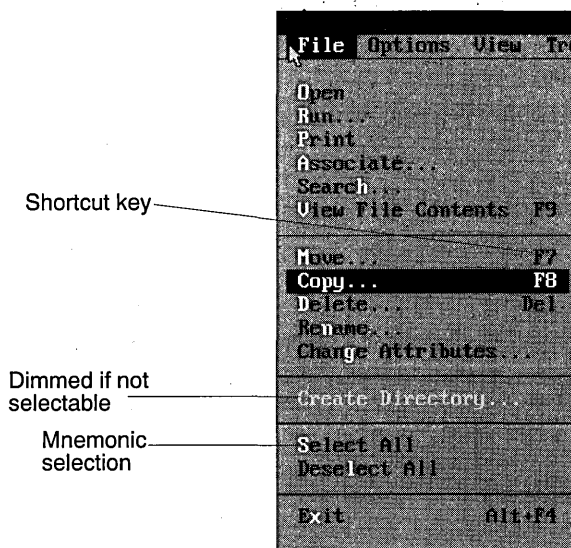 File Options View Tre
Open
Run...
Print
Associate...
Search...
View File Contents F9
Shortcut key
Move... F7
Copy... F8
Delete... Del
Rename...
Change Attributes...
Dimmed if not
selectable
Create Directory...
Mnemonic
selection
Select All
Deselect All
Exit Alt+F4